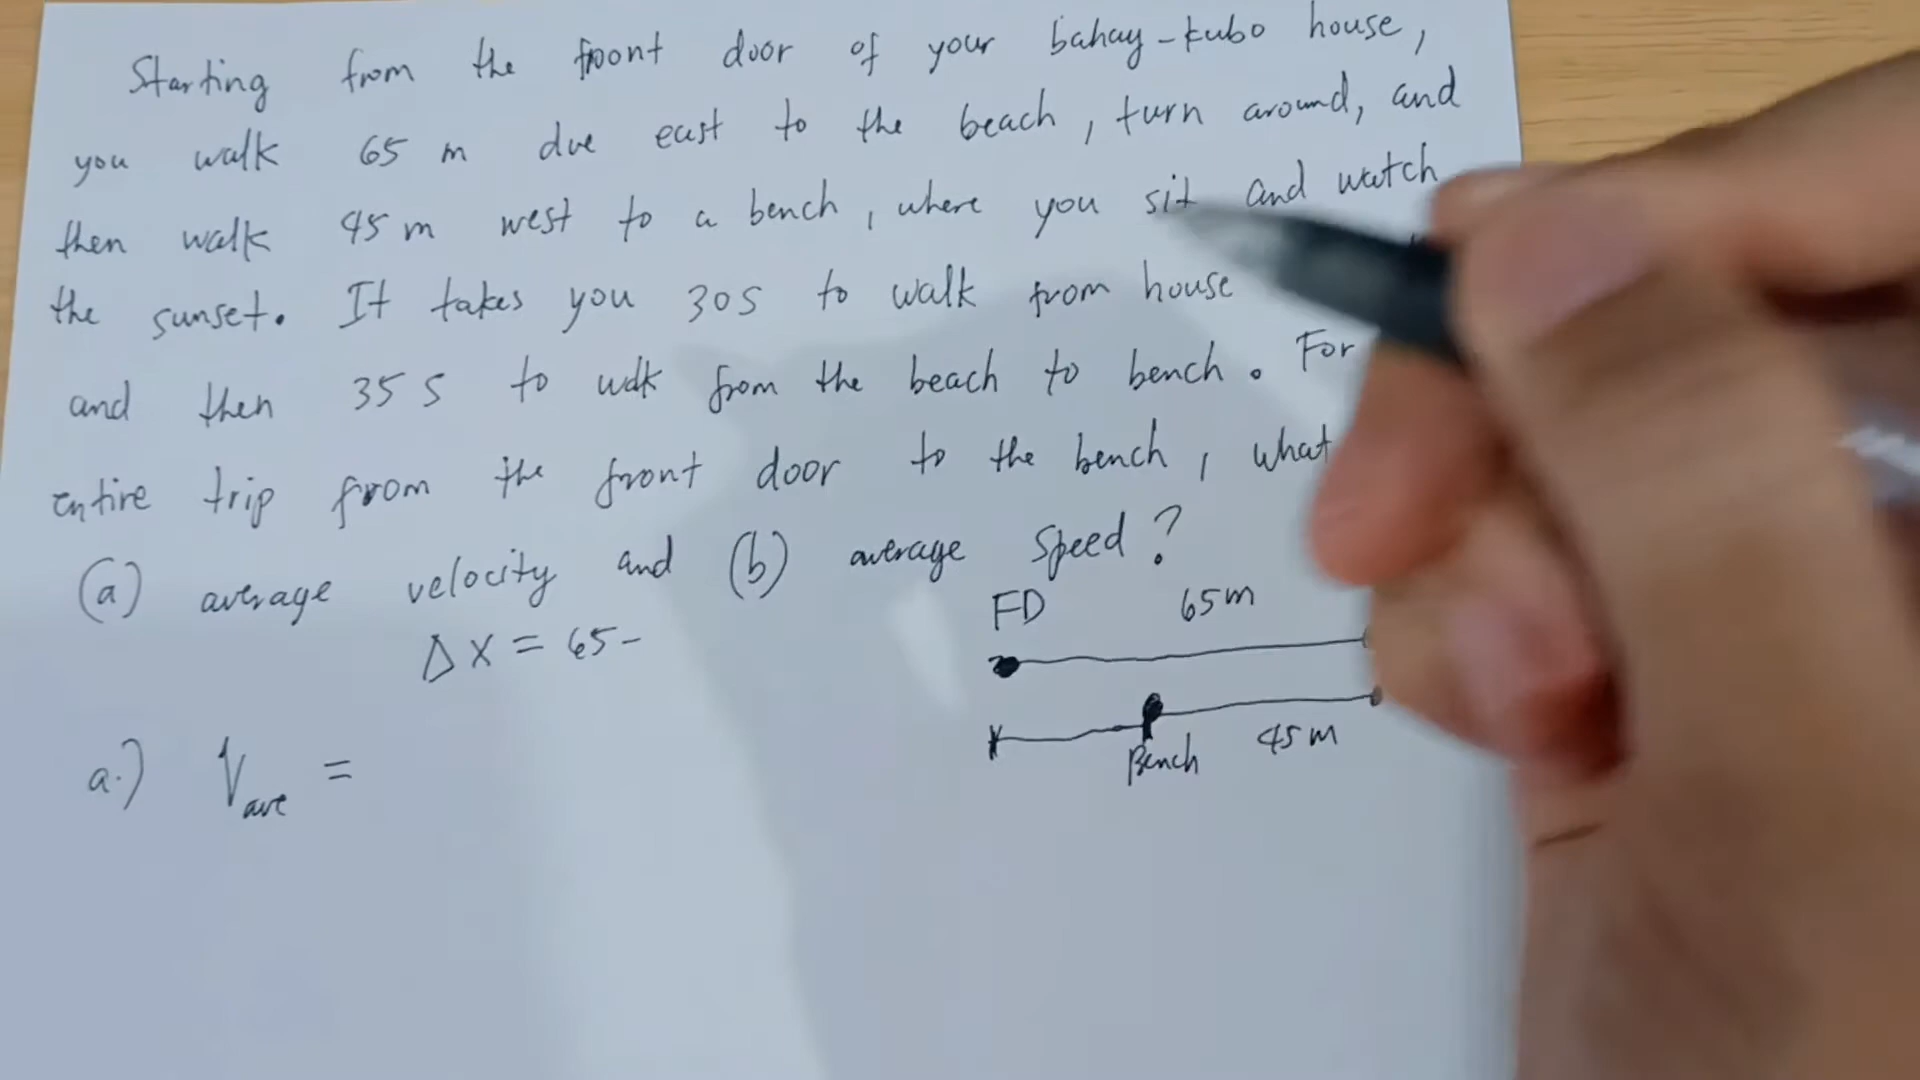 Starting from the front door of your bahay-kubo house,
you walk 65 m due east to the beach, turn around, and
then walk 45 m west to a bench, where you sit and watch
the sunset. It takes you 30s to walk from house
and then 35 s to walk from the beach to bench. For
entire trip from the front door to the bench, what
(a) average velocity and (b) average speed?
FD 65m
Δx = 65-
Bench 45m
a.) Vave =